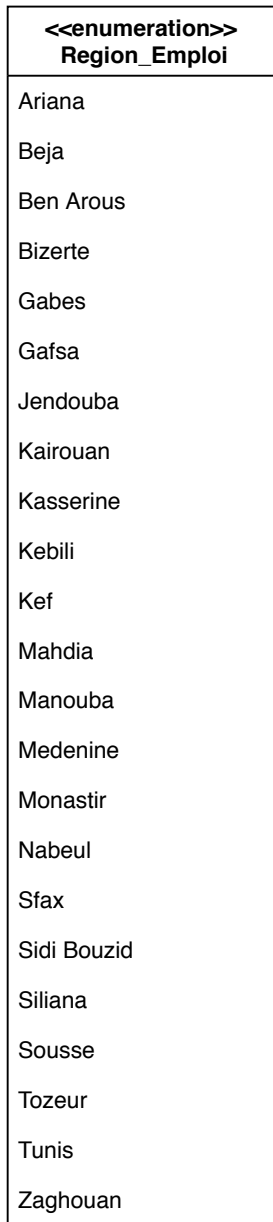 <<enumeration>>
Region_Emploi
Ariana
Beja
Ben Arous
Bizerte
Gabes
Gafsa
Jendouba
Kairouan
Kasserine
Kebili
Kef
Mahdia
Manouba
Medenine
Monastir
Nabeul
Sfax
Sidi Bouzid
Siliana
Sousse
Tozeur
Tunis
Zaghouan